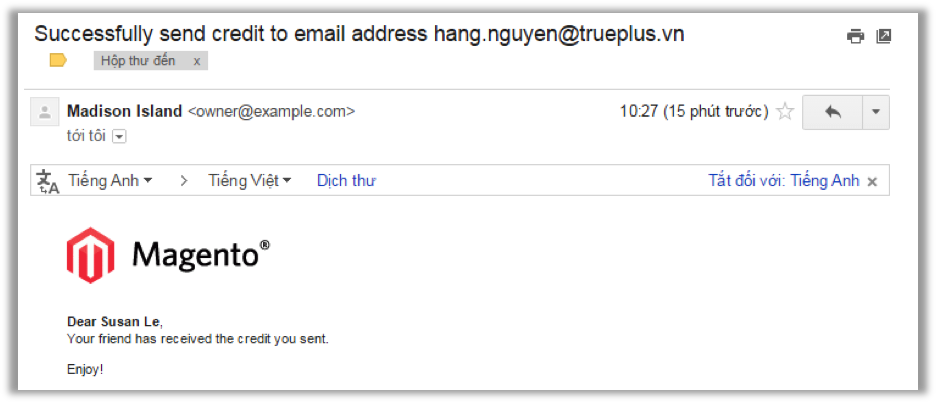 Successfully send credit to email address hang.nguyen@trueplus.vn
Hộp thư đến x
Madison Island <owner@example.com> 10:27 (15 phút trước)
tới tôi
文A Tiếng Anh > Tiếng Việt Dịch thư Tắt đối với: Tiếng Anh x
Magento®
Dear Susan Le,
Your friend has received the credit you sent.
Enjoy!